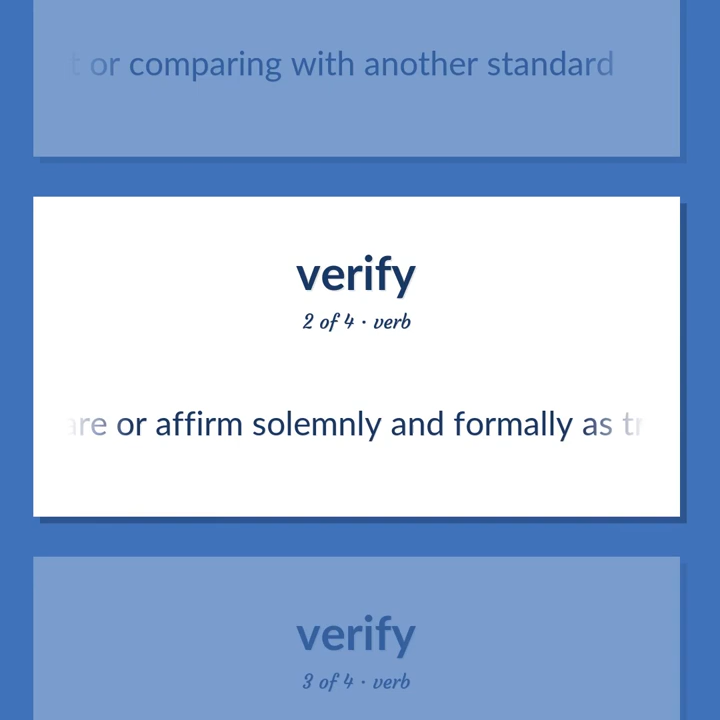 or comparing with another standard
verify
2 of 4 · verb
or affirm solemnly and formally as
verify
3 of 4 · verb